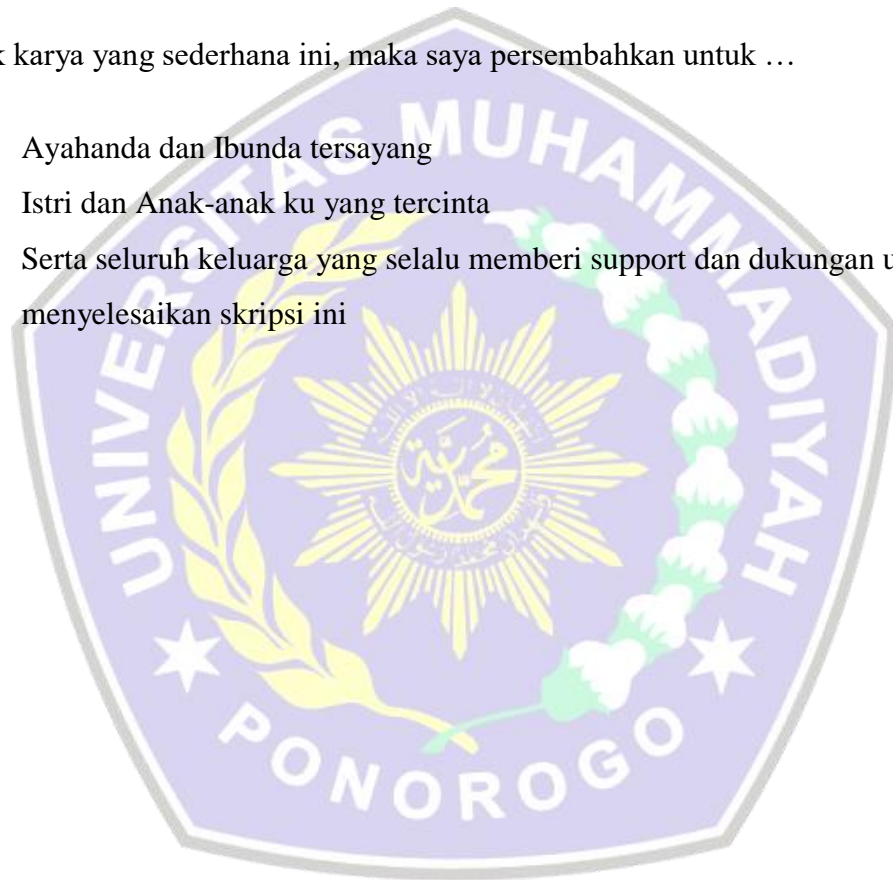 k karya yang sederhana ini, maka saya persembahkan untuk …
Ayahanda dan Ibunda tersayang
Istri dan Anak-anak ku yang tercinta
Serta seluruh keluarga yang selalu memberi support dan dukungan u
menyelesaikan skripsi ini
UNIVERSITAS MUHAMMADIYAH
PONOROGO